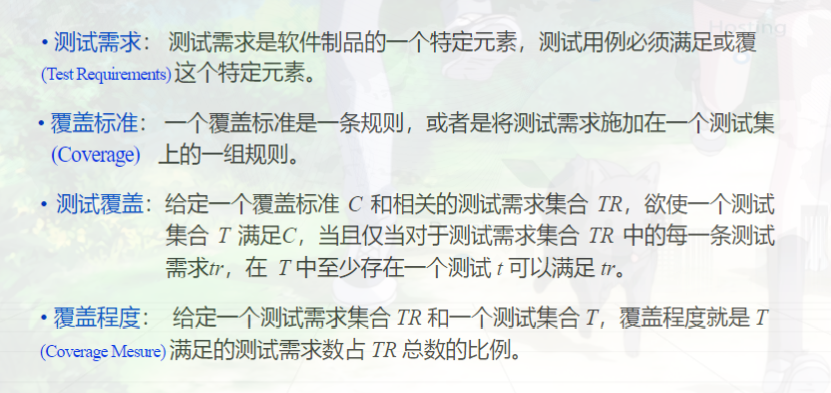 Hosting
• 测试需求： 测试需求是软件制品的一个特定元素，测试用例必须满足或覆
(Test Requirements) 这个特定元素。
• 覆盖标准： 一个覆盖标准是一条规则，或者是将测试需求施加在一个测试集
(Coverage) 上的一组规则。
• 测试覆盖：给定一个覆盖标准 C 和相关的测试需求集合 TR，欲使一个测试
集合 T 满足C，当且仅当对于测试需求集合 TR 中的每一条测试
需求tr，在 T 中至少存在一个测试 t 可以满足 tr。
• 覆盖程度： 给定一个测试需求集合 TR 和一个测试集合 T，覆盖程度就是 T
(Coverage Mesure) 满足的测试需求数占 TR 总数的比例。